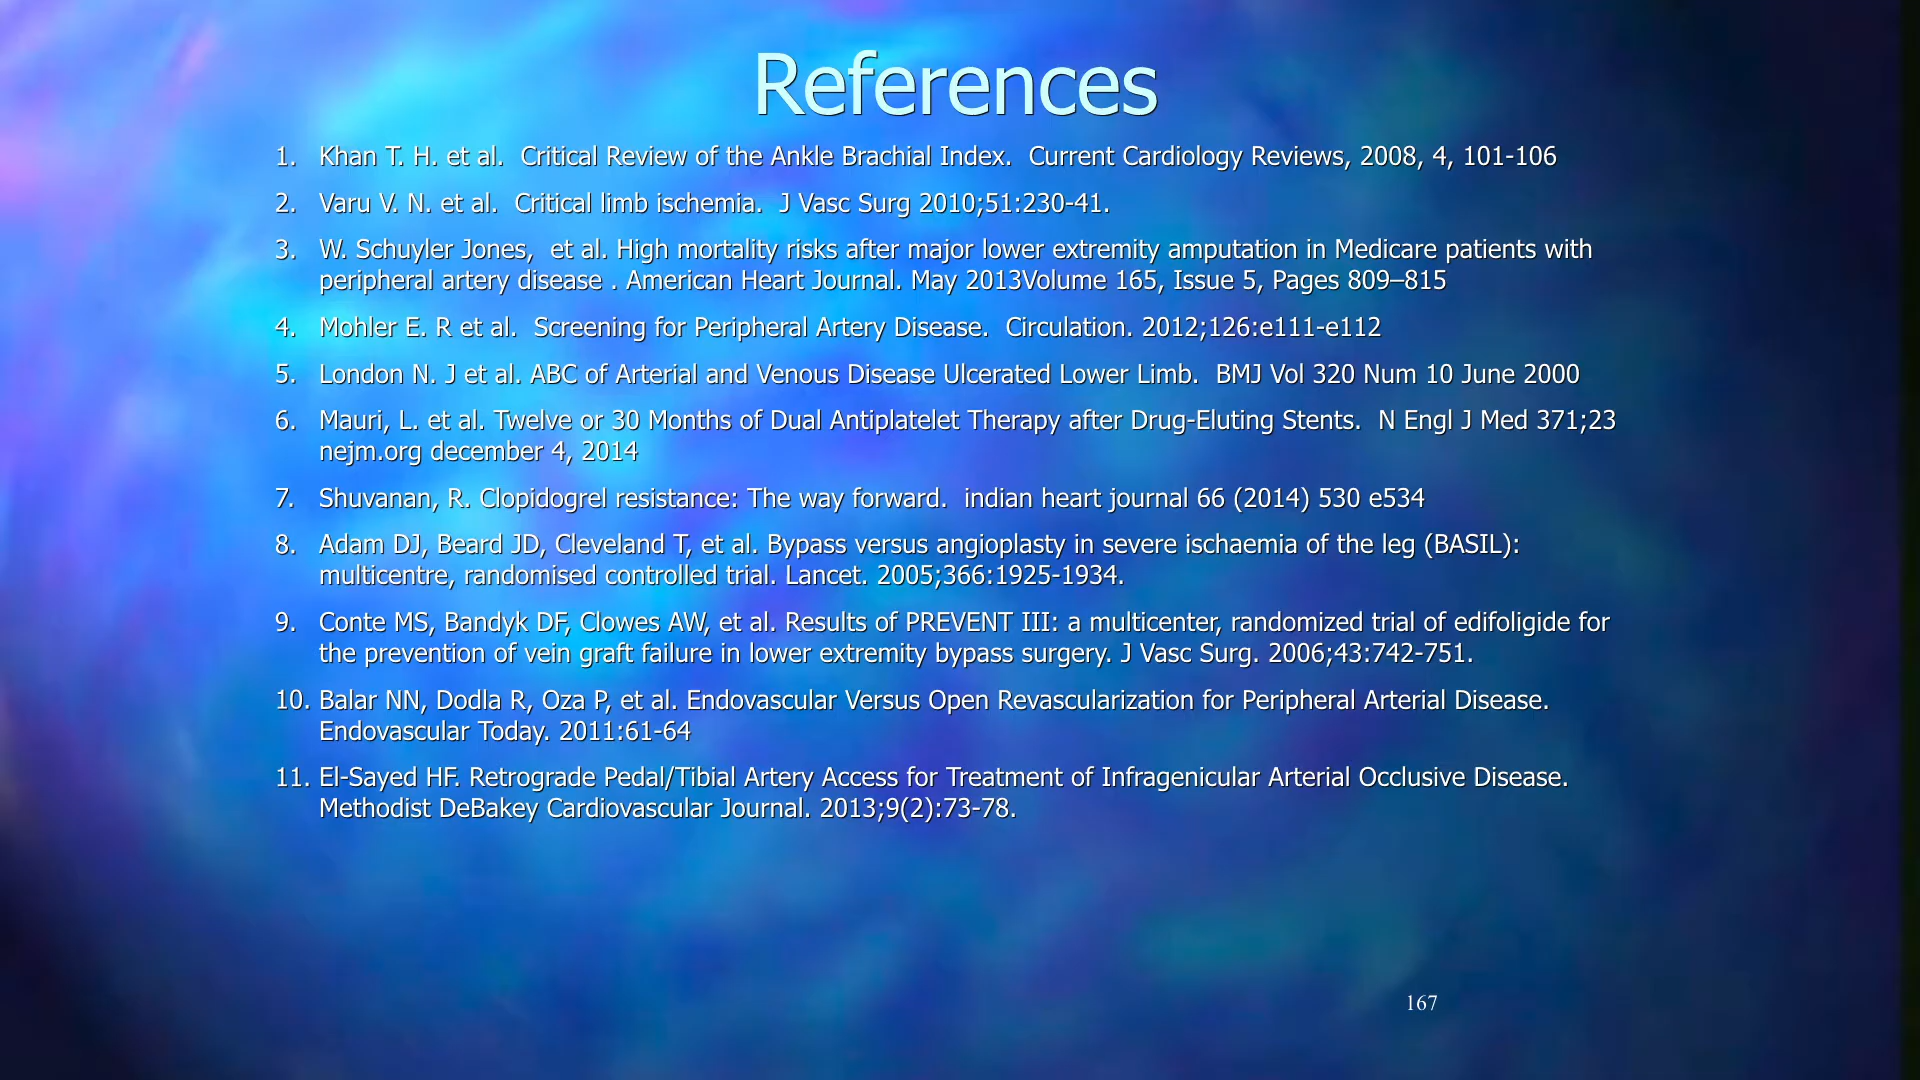 References
1. Khan T. H. et al.  Critical Review of the Ankle Brachial Index.  Current Cardiology Reviews, 2008, 4, 101-106
2. Varu V. N. et al.  Critical limb ischemia.  J Vasc Surg 2010;51:230-41.
3. W. Schuyler Jones,  et al. High mortality risks after major lower extremity amputation in Medicare patients with
peripheral artery disease . American Heart Journal. May 2013Volume 165, Issue 5, Pages 809–815
4. Mohler E. R et al.  Screening for Peripheral Artery Disease.  Circulation. 2012;126:e111-e112
5. London N. J et al. ABC of Arterial and Venous Disease Ulcerated Lower Limb.  BMJ Vol 320 Num 10 June 2000
6. Mauri, L. et al. Twelve or 30 Months of Dual Antiplatelet Therapy after Drug-Eluting Stents.  N Engl J Med 371;23
nejm.org december 4, 2014
7. Shuvanan, R. Clopidogrel resistance: The way forward.  indian heart journal 66 (2014) 530 e534
8. Adam DJ, Beard JD, Cleveland T, et al. Bypass versus angioplasty in severe ischaemia of the leg (BASIL):
multicentre, randomised controlled trial. Lancet. 2005;366:1925-1934.
9. Conte MS, Bandyk DF, Clowes AW, et al. Results of PREVENT III: a multicenter, randomized trial of edifoligide for
the prevention of vein graft failure in lower extremity bypass surgery. J Vasc Surg. 2006;43:742-751.
10. Balar NN, Dodla R, Oza P, et al. Endovascular Versus Open Revascularization for Peripheral Arterial Disease.
Endovascular Today. 2011:61-64
11. El-Sayed HF. Retrograde Pedal/Tibial Artery Access for Treatment of Infragenicular Arterial Occlusive Disease.
Methodist DeBakey Cardiovascular Journal. 2013;9(2):73-78.
167